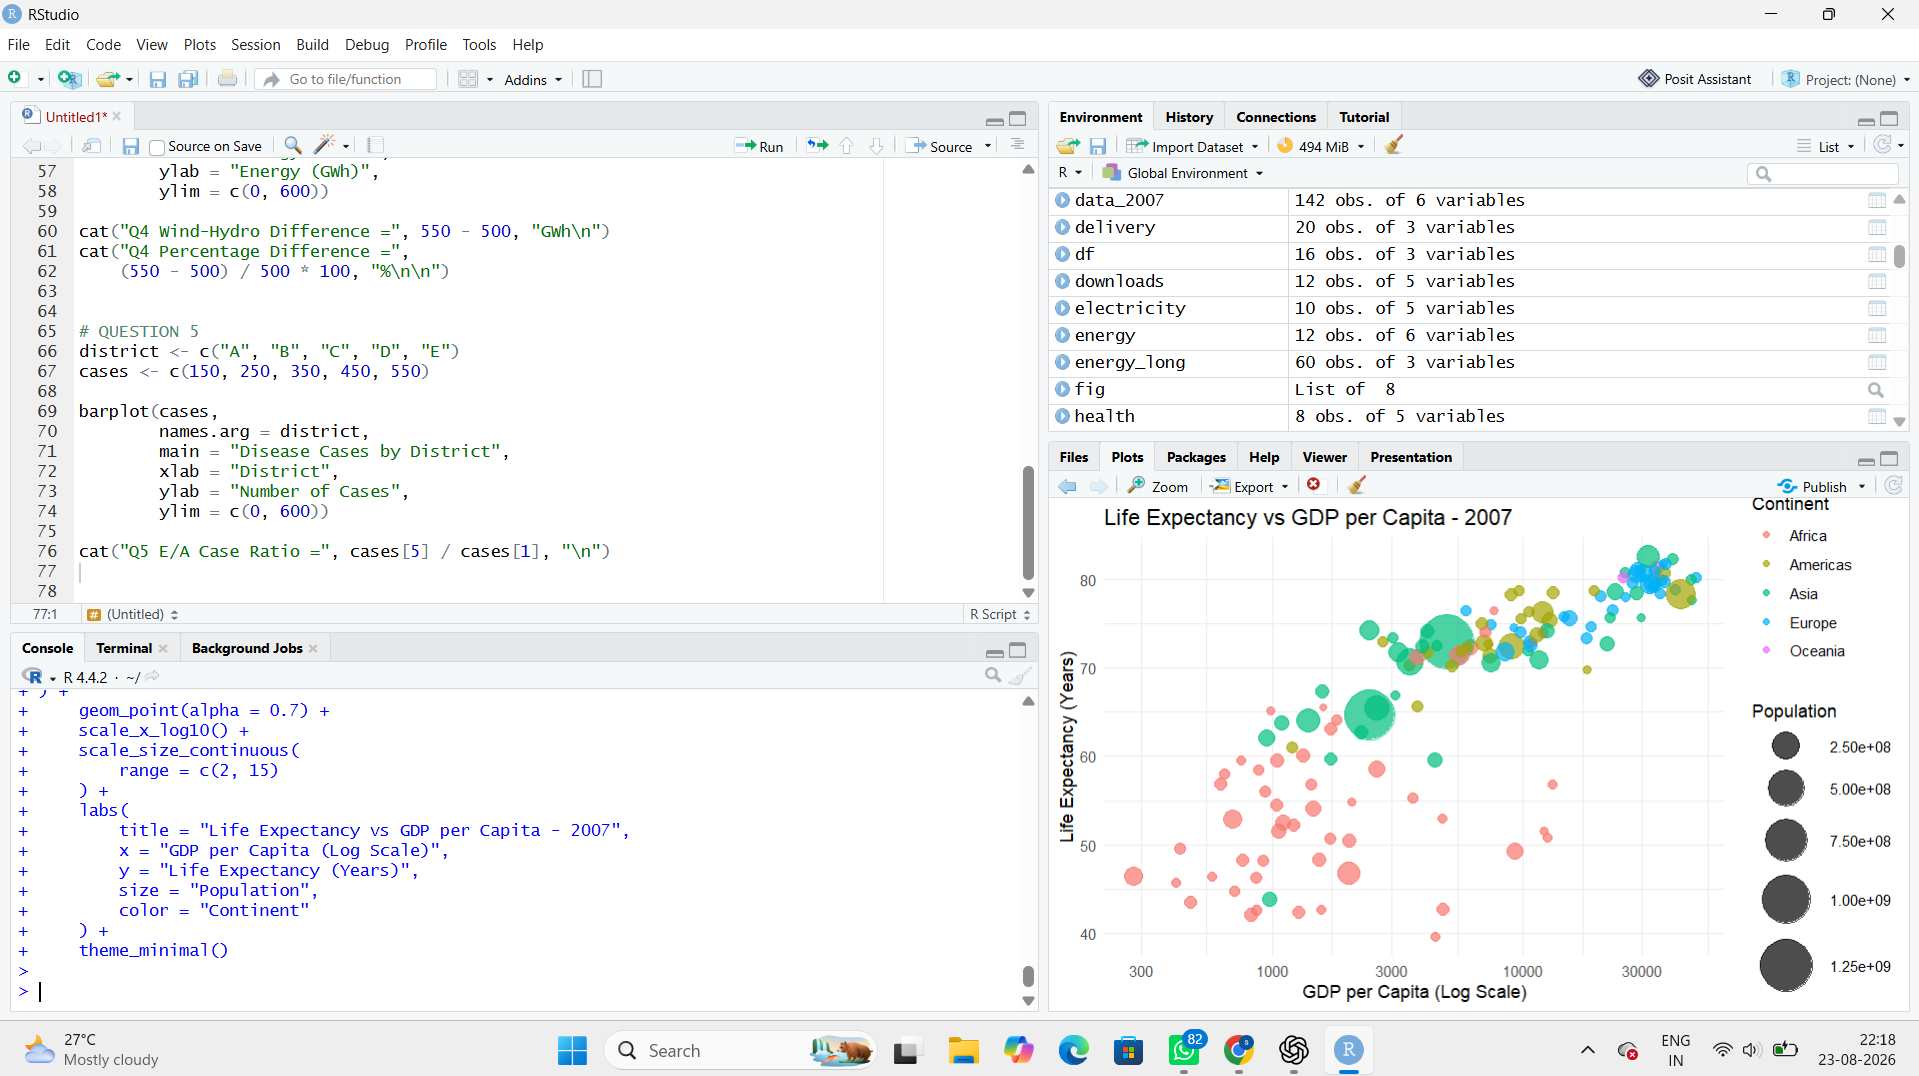 RStudio
File Edit Code View Plots Session Build Debug Profile Tools Help
Go to file/function Addins Posit Assistant Project: (None)
Untitled1*
Source on Save Run Source
57 ylab = "Energy (GWh)",
58 ylim = c(0, 600))
59
60 cat("Q4 Wind-Hydro Difference =", 550 - 500, "GWh\n")
61 cat("Q4 Percentage Difference =",
62 (550 - 500) / 500 * 100, "%\n\n")
63
64
65 # QUESTION 5
66 district <- c("A", "B", "C", "D", "E")
67 cases <- c(150, 250, 350, 450, 550)
68
69 barplot(cases,
70 names.arg = district,
71 main = "Disease Cases by District",
72 xlab = "District",
73 ylab = "Number of Cases",
74 ylim = c(0, 600))
75
76 cat("Q5 E/A Case Ratio =", cases[5] / cases[1], "\n")
77
78
77:1 # (Untitled) R Script
Console Terminal Background Jobs
R R 4.4.2 · ~/
+ ) +
+ geom_point(alpha = 0.7) +
+ scale_x_log10() +
+ scale_size_continuous(
+ range = c(2, 15)
+ ) +
+ labs(
+ title = "Life Expectancy vs GDP per Capita - 2007",
+ x = "GDP per Capita (Log Scale)",
+ y = "Life Expectancy (Years)",
+ size = "Population",
+ color = "Continent"
+ ) +
+ theme_minimal()
>
>
Environment History Connections Tutorial
Import Dataset 494 MiB List
R Global Environment
data_2007 142 obs. of 6 variables
delivery 20 obs. of 3 variables
df 16 obs. of 3 variables
downloads 12 obs. of 5 variables
electricity 10 obs. of 5 variables
energy 12 obs. of 6 variables
energy_long 60 obs. of 3 variables
fig List of 8
health 8 obs. of 5 variables
Files Plots Packages Help Viewer Presentation
Zoom Export Publish
Life Expectancy vs GDP per Capita - 2007
Life Expectancy (Years)
80
70
60
50
40
300 1000 3000 10000 30000
GDP per Capita (Log Scale)
Continent
Africa
Americas
Asia
Europe
Oceania
Population
2.50e+08
5.00e+08
7.50e+08
1.00e+09
1.25e+09
27°C
Mostly cloudy
Search
82
ENG
IN
22:18
23-08-2026